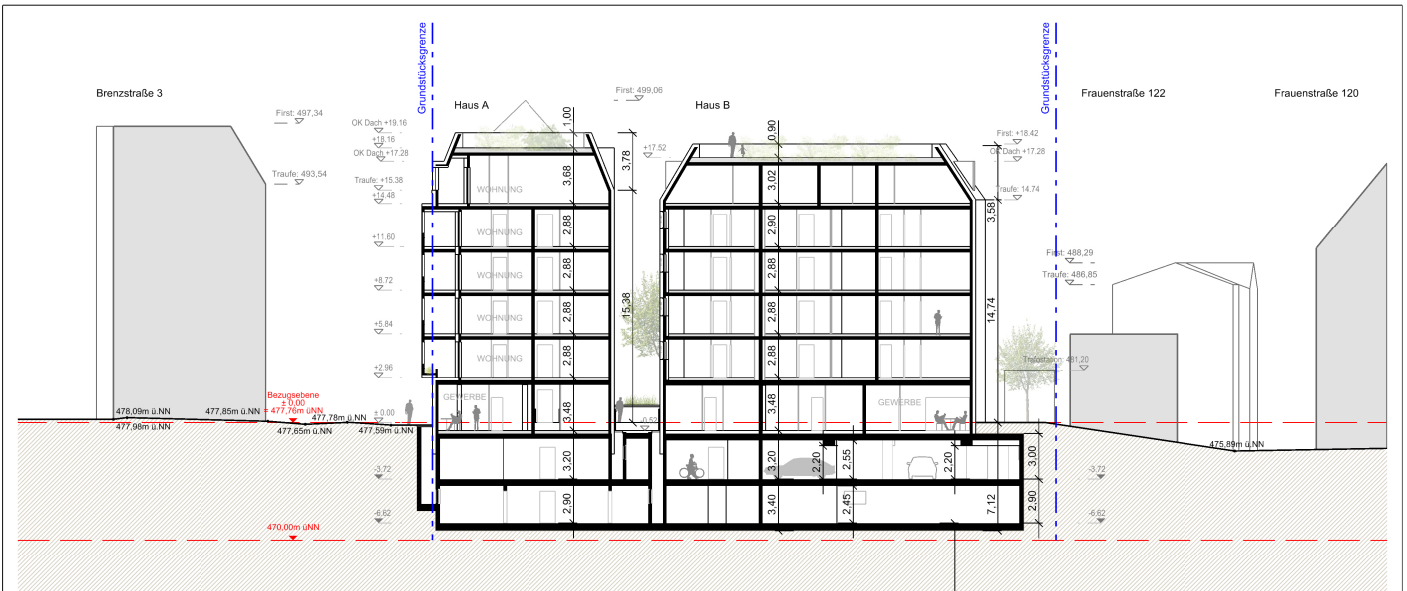 Grundstücksgrenze
Grundstücksgrenze
Brenzstraße 3
Haus A
Haus B
Frauenstraße 122
Frauenstraße 120
First: 499,06
First: 497,34
OK Dach +19.16
+18.16
OK Dach +17.28
Traufe: 493,54
Traufe: +15.38
+14.48
+11.60
+8.72
+5.84
+2.96
± 0.00
-3.72
-6.62
1,00
3,78
3,68
2,88
2,88
2,88
2,88
3,48
3,20
2,90
15,36
WOHNUNG
WOHNUNG
WOHNUNG
WOHNUNG
WOHNUNG
GEWERBE
+17.52
0,90
3,02
2,90
2,88
2,88
2,88
3,48
3,20
3,40
2,20
2,55
2,45
2,20
3,00
2,90
7,12
GEWERBE
-0.52
First: +18.42
OK Dach +17.28
Traufe: 14.74
3,58
14,74
First: 488,29
Traufe: 486,85
Trafostation: 481,20
475,89m ü.NN
-3.72
-6.62
Bezugsebene
± 0,00
= 477,76m üNN
478,09m ü.NN
477,85m ü.NN
477,78m ü.NN
477,98m ü.NN
477,65m ü.NN
477,59m ü.NN
470,00m üNN